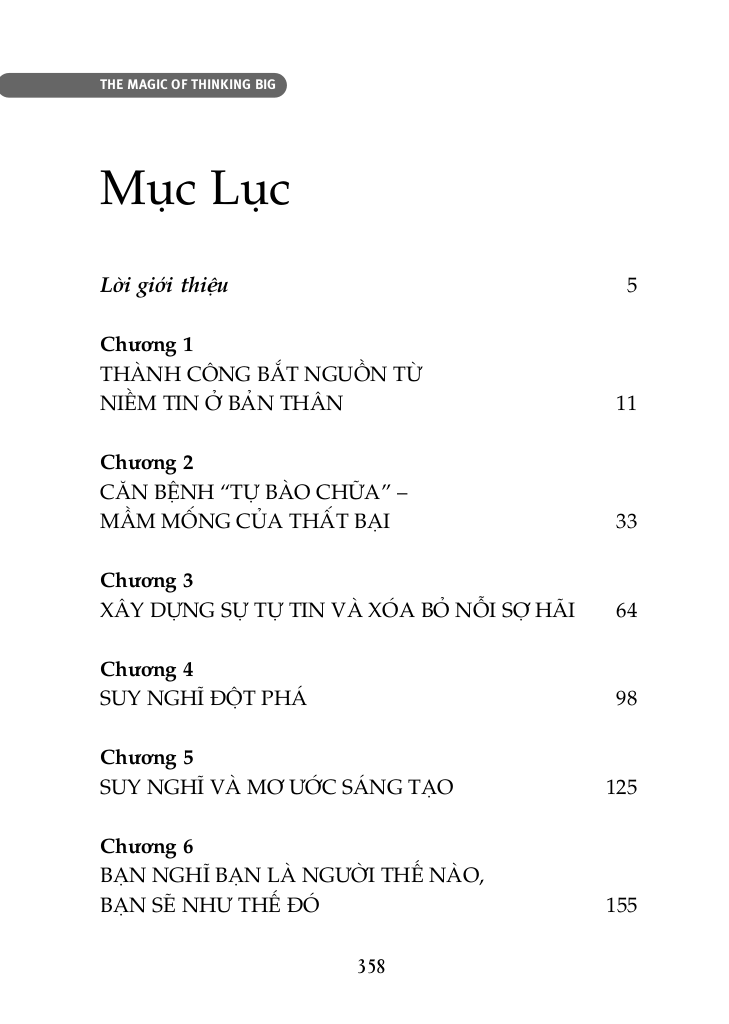 THE MAGIC OF THINKING BIG
Mục Lục
Lời giới thiệu 5
Chương 1
THÀNH CÔNG BẮT NGUỒN TỪ
NIỀM TIN Ở BẢN THÂN 11
Chương 2
CĂN BỆNH “TỰ BÀO CHỮA” –
MẦM MỐNG CỦA THẤT BẠI 33
Chương 3
XÂY DỰNG SỰ TỰ TIN VÀ XÓA BỎ NỖI SỢ HÃI 64
Chương 4
SUY NGHĨ ĐỘT PHÁ 98
Chương 5
SUY NGHĨ VÀ MƠ ƯỚC SÁNG TẠO 125
Chương 6
BẠN NGHĨ BẠN LÀ NGƯỜI THẾ NÀO,
BẠN SẼ NHƯ THẾ ĐÓ 155
358